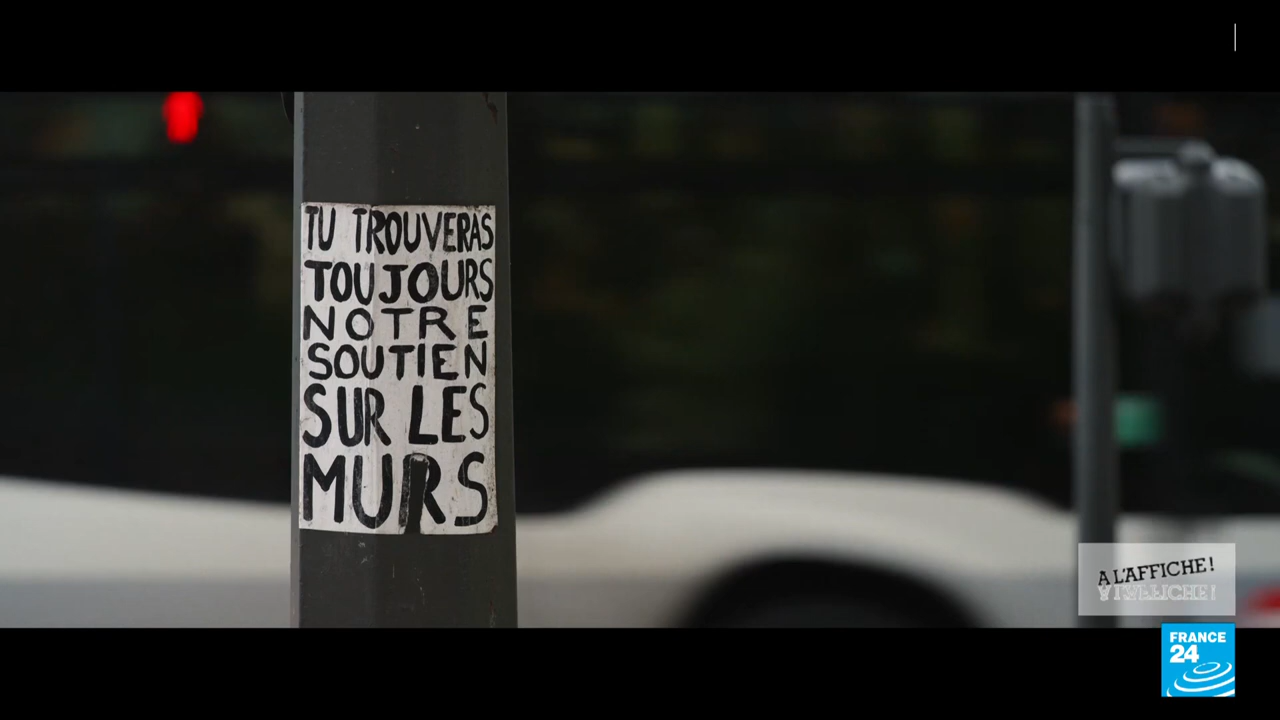 TU TROUVERAS
TOUJOURS
NOTRE
SOUTIEN
SUR LES
MURS
A L'AFFICHE!
FRANCE
24